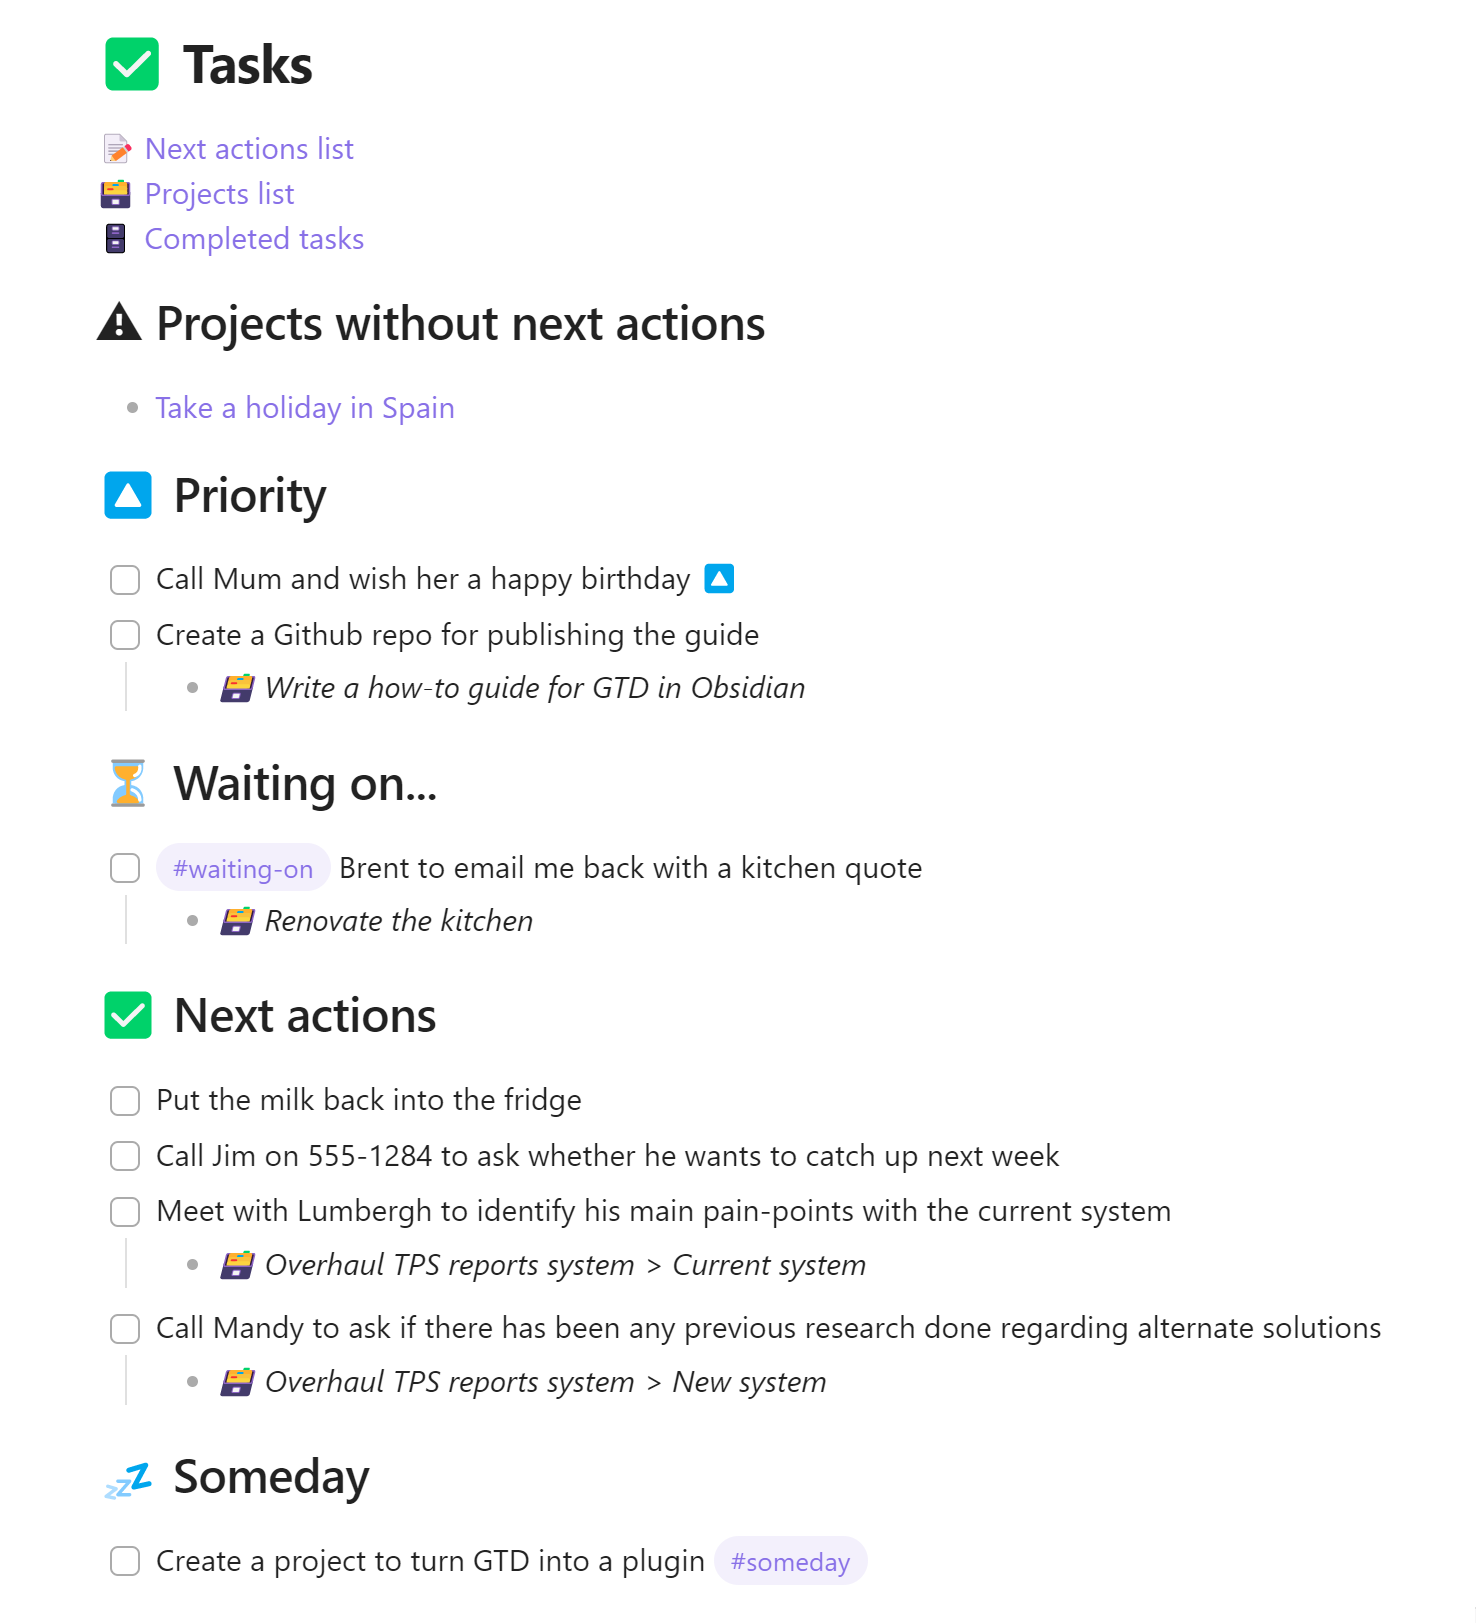 Tasks
Next actions list
Projects list
Completed tasks
Projects without next actions
Take a holiday in Spain
Priority
Call Mum and wish her a happy birthday
Create a Github repo for publishing the guide
Write a how-to guide for GTD in Obsidian
Waiting on...
#waiting-on Brent to email me back with a kitchen quote
Renovate the kitchen
Next actions
Put the milk back into the fridge
Call Jim on 555-1284 to ask whether he wants to catch up next week
Meet with Lumbergh to identify his main pain-points with the current system
Overhaul TPS reports system > Current system
Call Mandy to ask if there has been any previous research done regarding alternate solutions
Overhaul TPS reports system > New system
Someday
Create a project to turn GTD into a plugin #someday